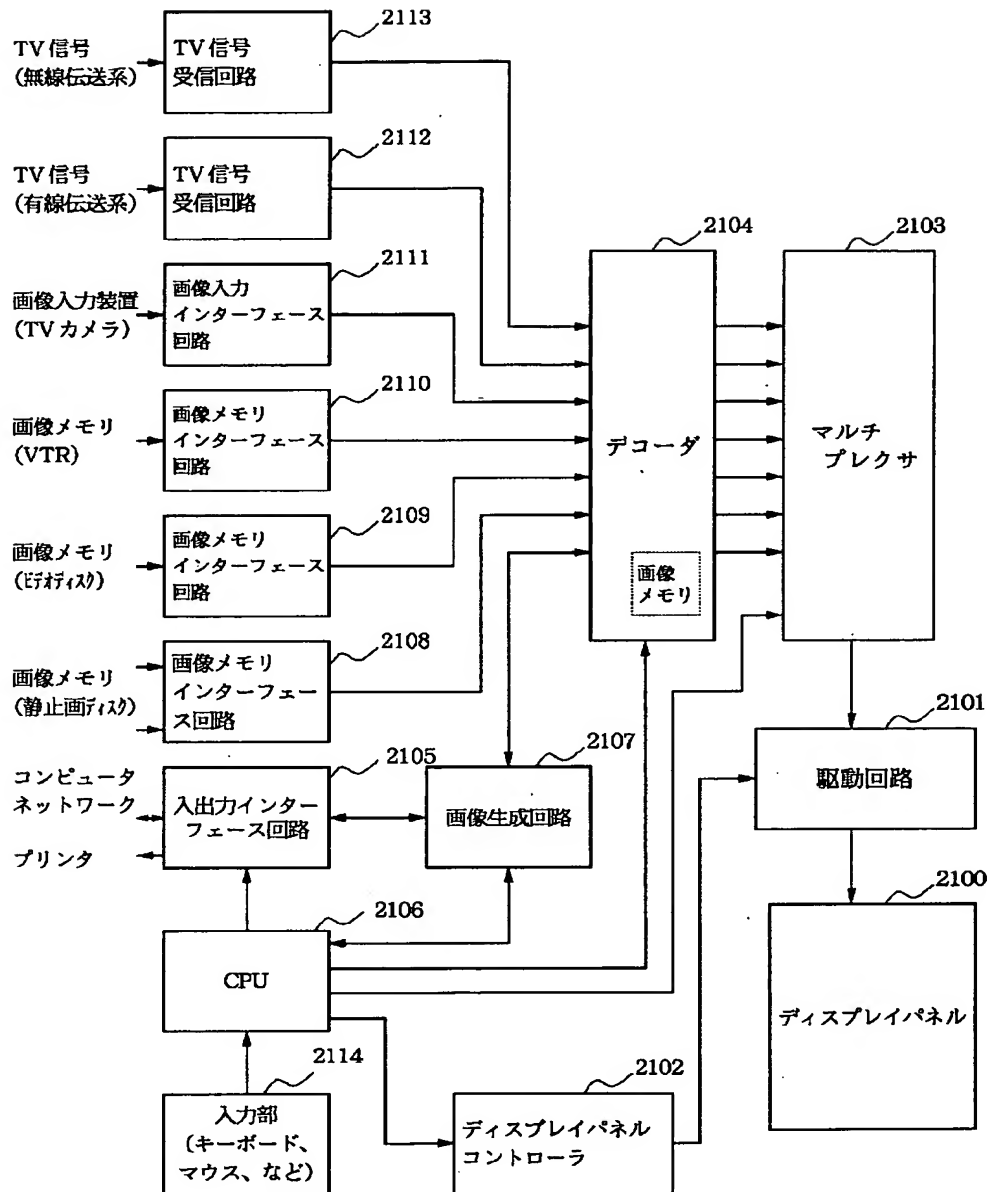 2113
TV 信号
(無線伝送系)
TV 信号
受信回路
2112
TV 信号
(有線伝送系)
TV 信号
受信回路
2104
2103
2111
画像入力装置
(TV カメラ)
画像入力
インターフェース
回路
2110
画像メモリ
(VTR)
画像メモリ
インターフェース
回路
デコーダ
マルチ
プレクサ
2109
画像メモリ
(ビデオディスク)
画像メモリ
インターフェース
回路
画像
メモリ
2108
画像メモリ
(静止画ディスク)
画像メモリ
インターフェー
ス回路
2101
駆動回路
2105
2107
コンピュータ
ネットワーク
プリンタ
入出力インター
フェース回路
画像生成回路
2100
2106
CPU
ディスプレイパネル
2114
2102
入力部
(キーボード、
マウス、など)
ディスプレイパネル
コントローラ